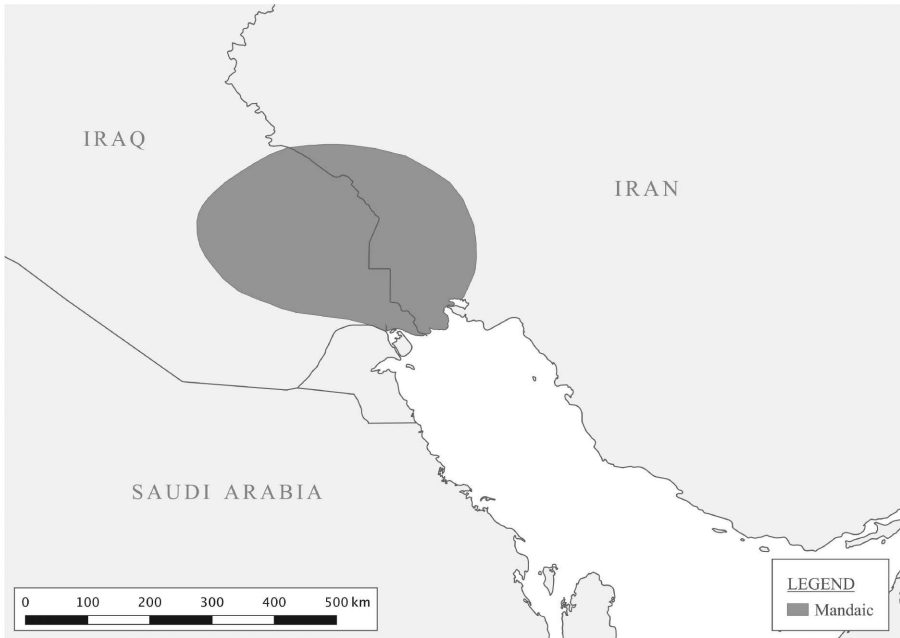 IRAQ
IRAN
SAUDI ARABIA
0 100 200 300 400 500 km
LEGEND
Mandaic